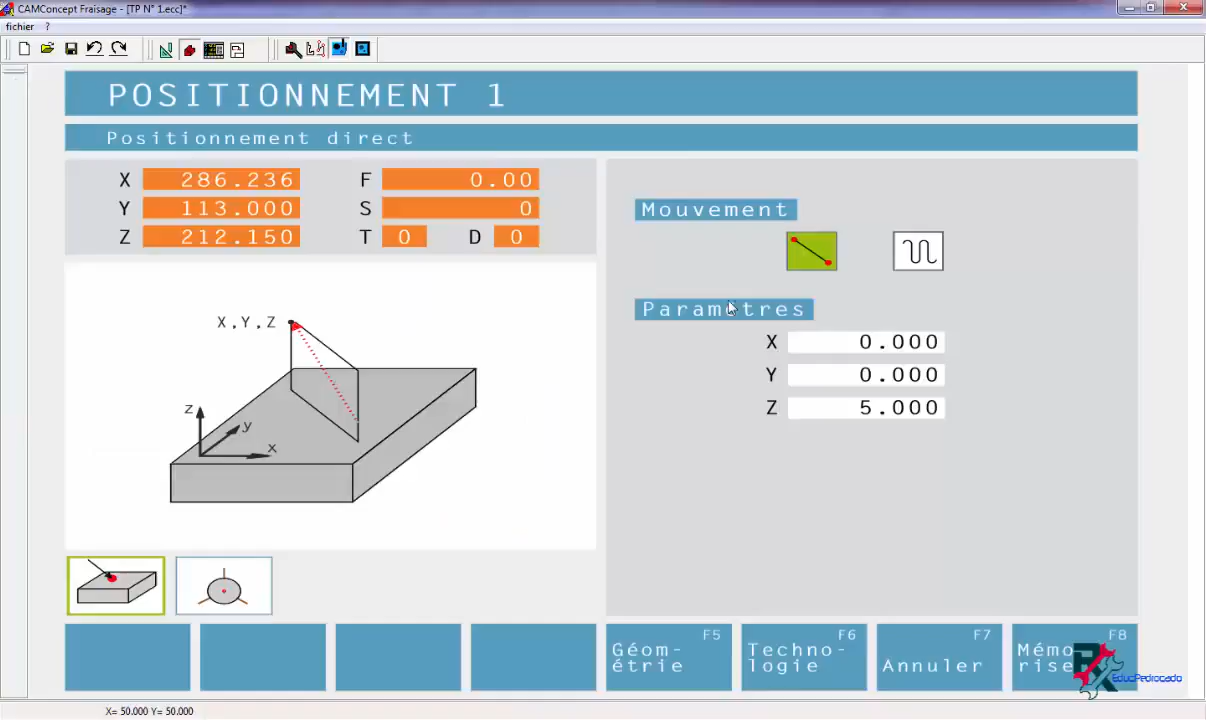 CAMConcept Fraisage - [TP N° 1.ecc]*
fichier ?
POSITIONNEMENT 1
Positionnement direct
X 286.236 F 0.00
Y 113.000 S 0
Z 212.150 T 0 D 0
Mouvement
Paramètres
X 0.000
Y 0.000
Z 5.000
X,Y,Z
z
y
x
F5
Géom-
étrie
F6
Techno-
logie
F7
Annuler
F8
Mémo
rise
EducPedrocado
X= 50.000 Y= 50.000